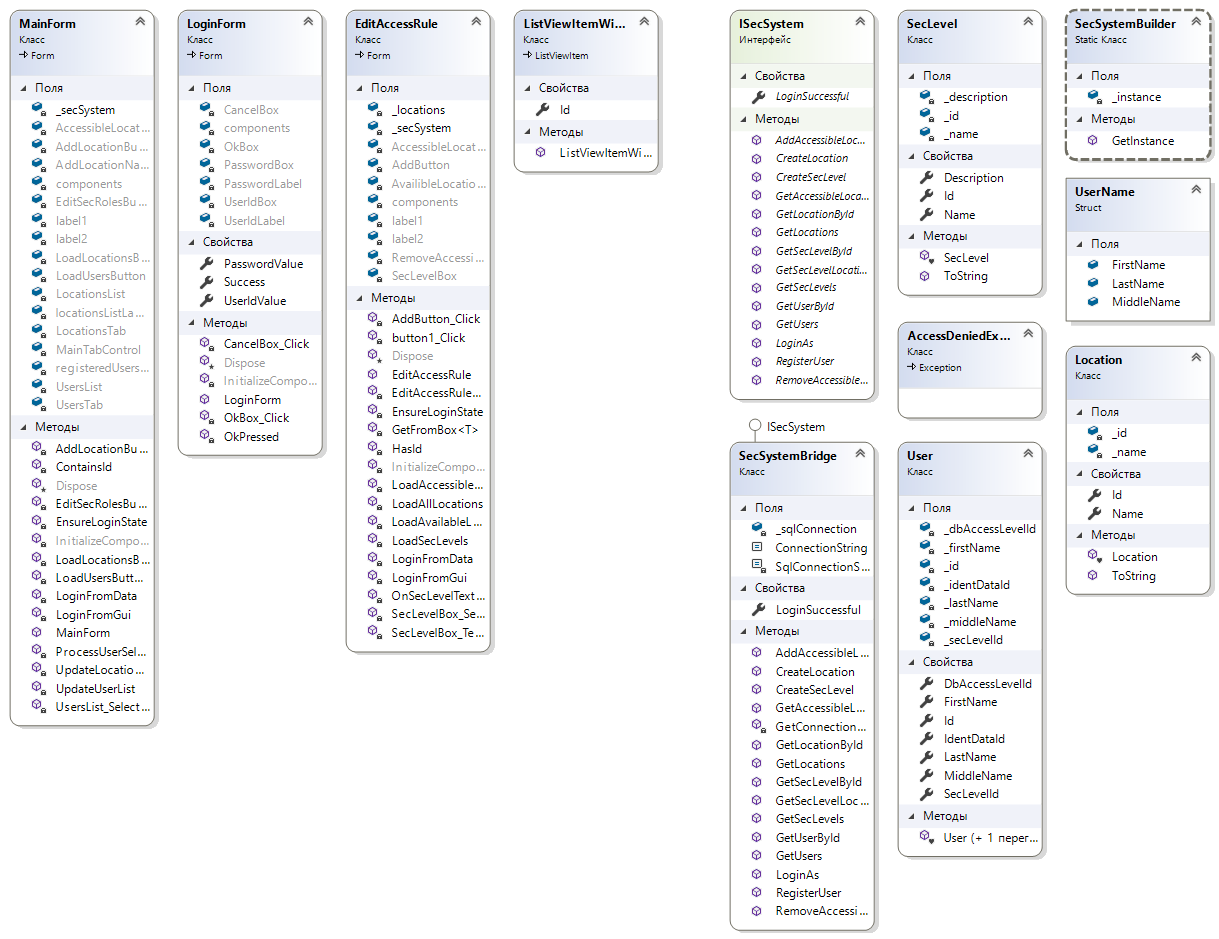 MainForm
Класс
Form
Поля
_secSystem
AccessibleLocat...
AddLocationBu...
AddLocationNa...
components
EditSecRolesBu...
label1
label2
LoadLocationsB...
LoadUsersButton
LocationsList
locationsListLa...
LocationsTab
MainTabControl
registeredUsers...
UsersList
UsersTab
Методы
AddLocationBu...
ContainsId
Dispose
EditSecRolesBu...
EnsureLoginState
InitializeCompo...
LoadLocationsB...
LoadUsersButt...
LoginFromData
LoginFromGui
MainForm
ProcessUserSel...
UpdateLocatio...
UpdateUserList
UsersList_Select...
LoginForm
Класс
Form
Поля
CancelBox
components
OkBox
PasswordBox
PasswordLabel
UserIdBox
UserIdLabel
Свойства
PasswordValue
Success
UserIdValue
Методы
CancelBox_Click
Dispose
InitializeCompo...
LoginForm
OkBox_Click
OkPressed
EditAccessRule
Класс
Form
Поля
_locations
_secSystem
AccessibleLocat...
AddButton
AvailibleLocatio...
components
label1
label2
RemoveAccessi...
SecLevelBox
Методы
AddButton_Click
button1_Click
Dispose
EditAccessRule
EditAccessRule...
EnsureLoginState
GetFromBox<T>
HasId
InitializeCompo...
LoadAccessible...
LoadAllLocations
LoadAvailableL...
LoadSecLevels
LoginFromData
LoginFromGui
OnSecLevelText...
SecLevelBox_Se...
SecLevelBox_Te...
ListViewItemWi...
Класс
ListViewItem
Свойства
Id
Методы
ListViewItemWi...
ISecSystem
Интерфейс
Свойства
LoginSuccessful
Методы
AddAccessibleLoc...
CreateLocation
CreateSecLevel
GetAccessibleLoca...
GetLocationById
GetLocations
GetSecLevelById
GetSecLevelLocati...
GetSecLevels
GetUserById
GetUsers
LoginAs
RegisterUser
RemoveAccessible...
ISecSystem
SecSystemBridge
Класс
Поля
_sqlConnection
ConnectionString
SqlConnectionS...
Свойства
LoginSuccessful
Методы
AddAccessibleL...
CreateLocation
CreateSecLevel
GetAccessibleL...
GetConnection...
GetLocationById
GetLocations
GetSecLevelById
GetSecLevelLoc...
GetSecLevels
GetUserById
GetUsers
LoginAs
RegisterUser
RemoveAccessi...
SecLevel
Класс
Поля
_description
_id
_name
Свойства
Description
Id
Name
Методы
SecLevel
ToString
AccessDeniedEx...
Класс
Exception
User
Класс
Поля
_dbAccessLevelId
_firstName
_id
_identDataId
_lastName
_middleName
_secLevelId
Свойства
DbAccessLevelId
FirstName
Id
IdentDataId
LastName
MiddleName
SecLevelId
Методы
User (+ 1 перег...
SecSystemBuilder
Static Класс
Поля
_instance
Методы
GetInstance
UserName
Struct
Поля
FirstName
LastName
MiddleName
Location
Класс
Поля
_id
_name
Свойства
Id
Name
Методы
Location
ToString